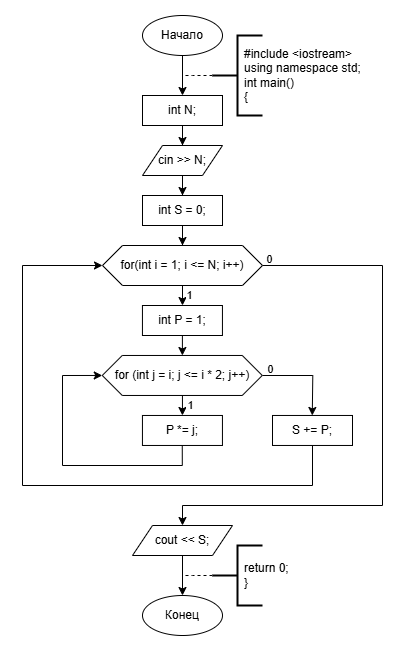 Начало
#include <iostream>
using namespace std;
int main()
{
int N;
cin >> N;
int S = 0;
for(int i = 1; i <= N; i++)
0
1
int P = 1;
for (int j = i; j <= i * 2; j++)
0
1
P *= j;
S += P;
cout << S;
return 0;
}
Конец